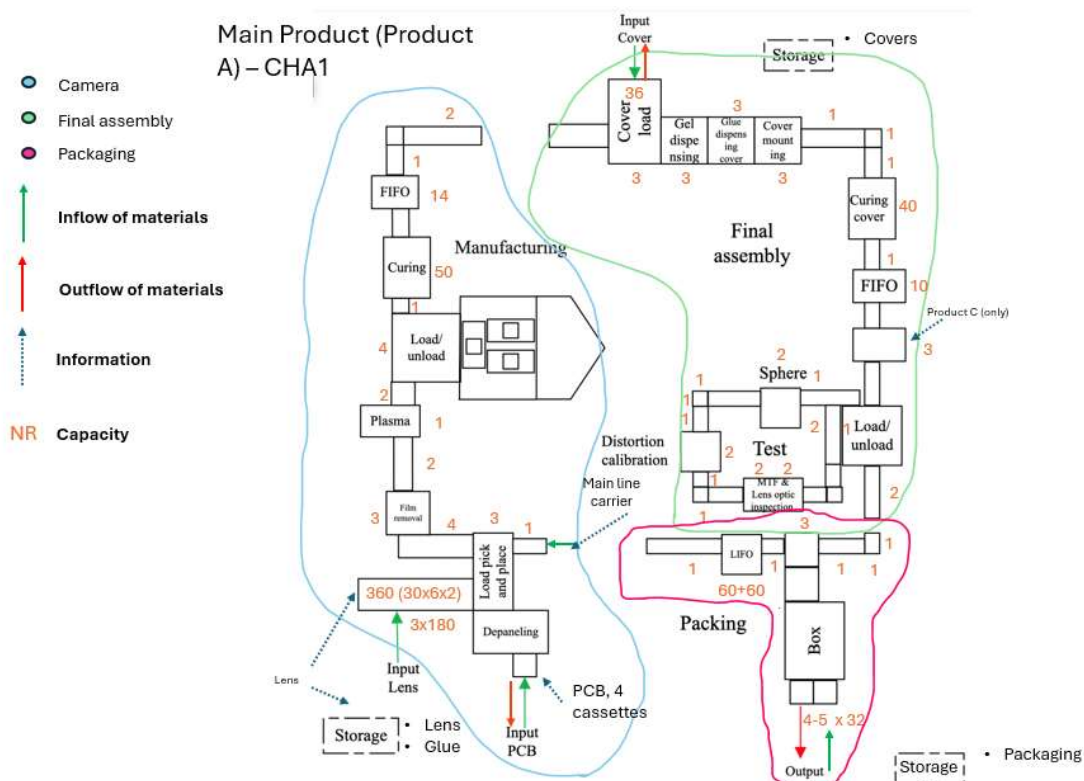 Main Product (Product
A) – CHA1
Camera
Final assembly
Packaging
Inflow of materials
Outflow of materials
Information
NR Capacity
2
1
FIFO
14
Manufacturing
Curing
50
1
Load/
unload
4
2
Plasma
1
2
Film
removal
3
4
3
1
Load pick
and place
Main line
carrier
360 (30x6x2)
3x180
Depaneling
Input
Lens
Lens
PCB, 4
cassettes
Input
PCB
Storage
• Lens
• Glue
Input
Cover
36
Cover
load
Storage
• Covers
3
Gel
dispe
nsing
Glue
dispens
ing
cover
Cover
mount
ing
1
1
1
3
3
3
Curing
cover
40
Final
assembly
1
FIFO
10
Product C (only)
3
2
Sphere
1
1
1
1
Distortion
calibration
2
Test
2
1
Load/
unload
1
2
2
MTF &
Lens optic
inspection
2
1
3
LIFO
1
1
1
1
1
60+60
Packing
Box
4-5 x 32
Output
Storage
• Packaging